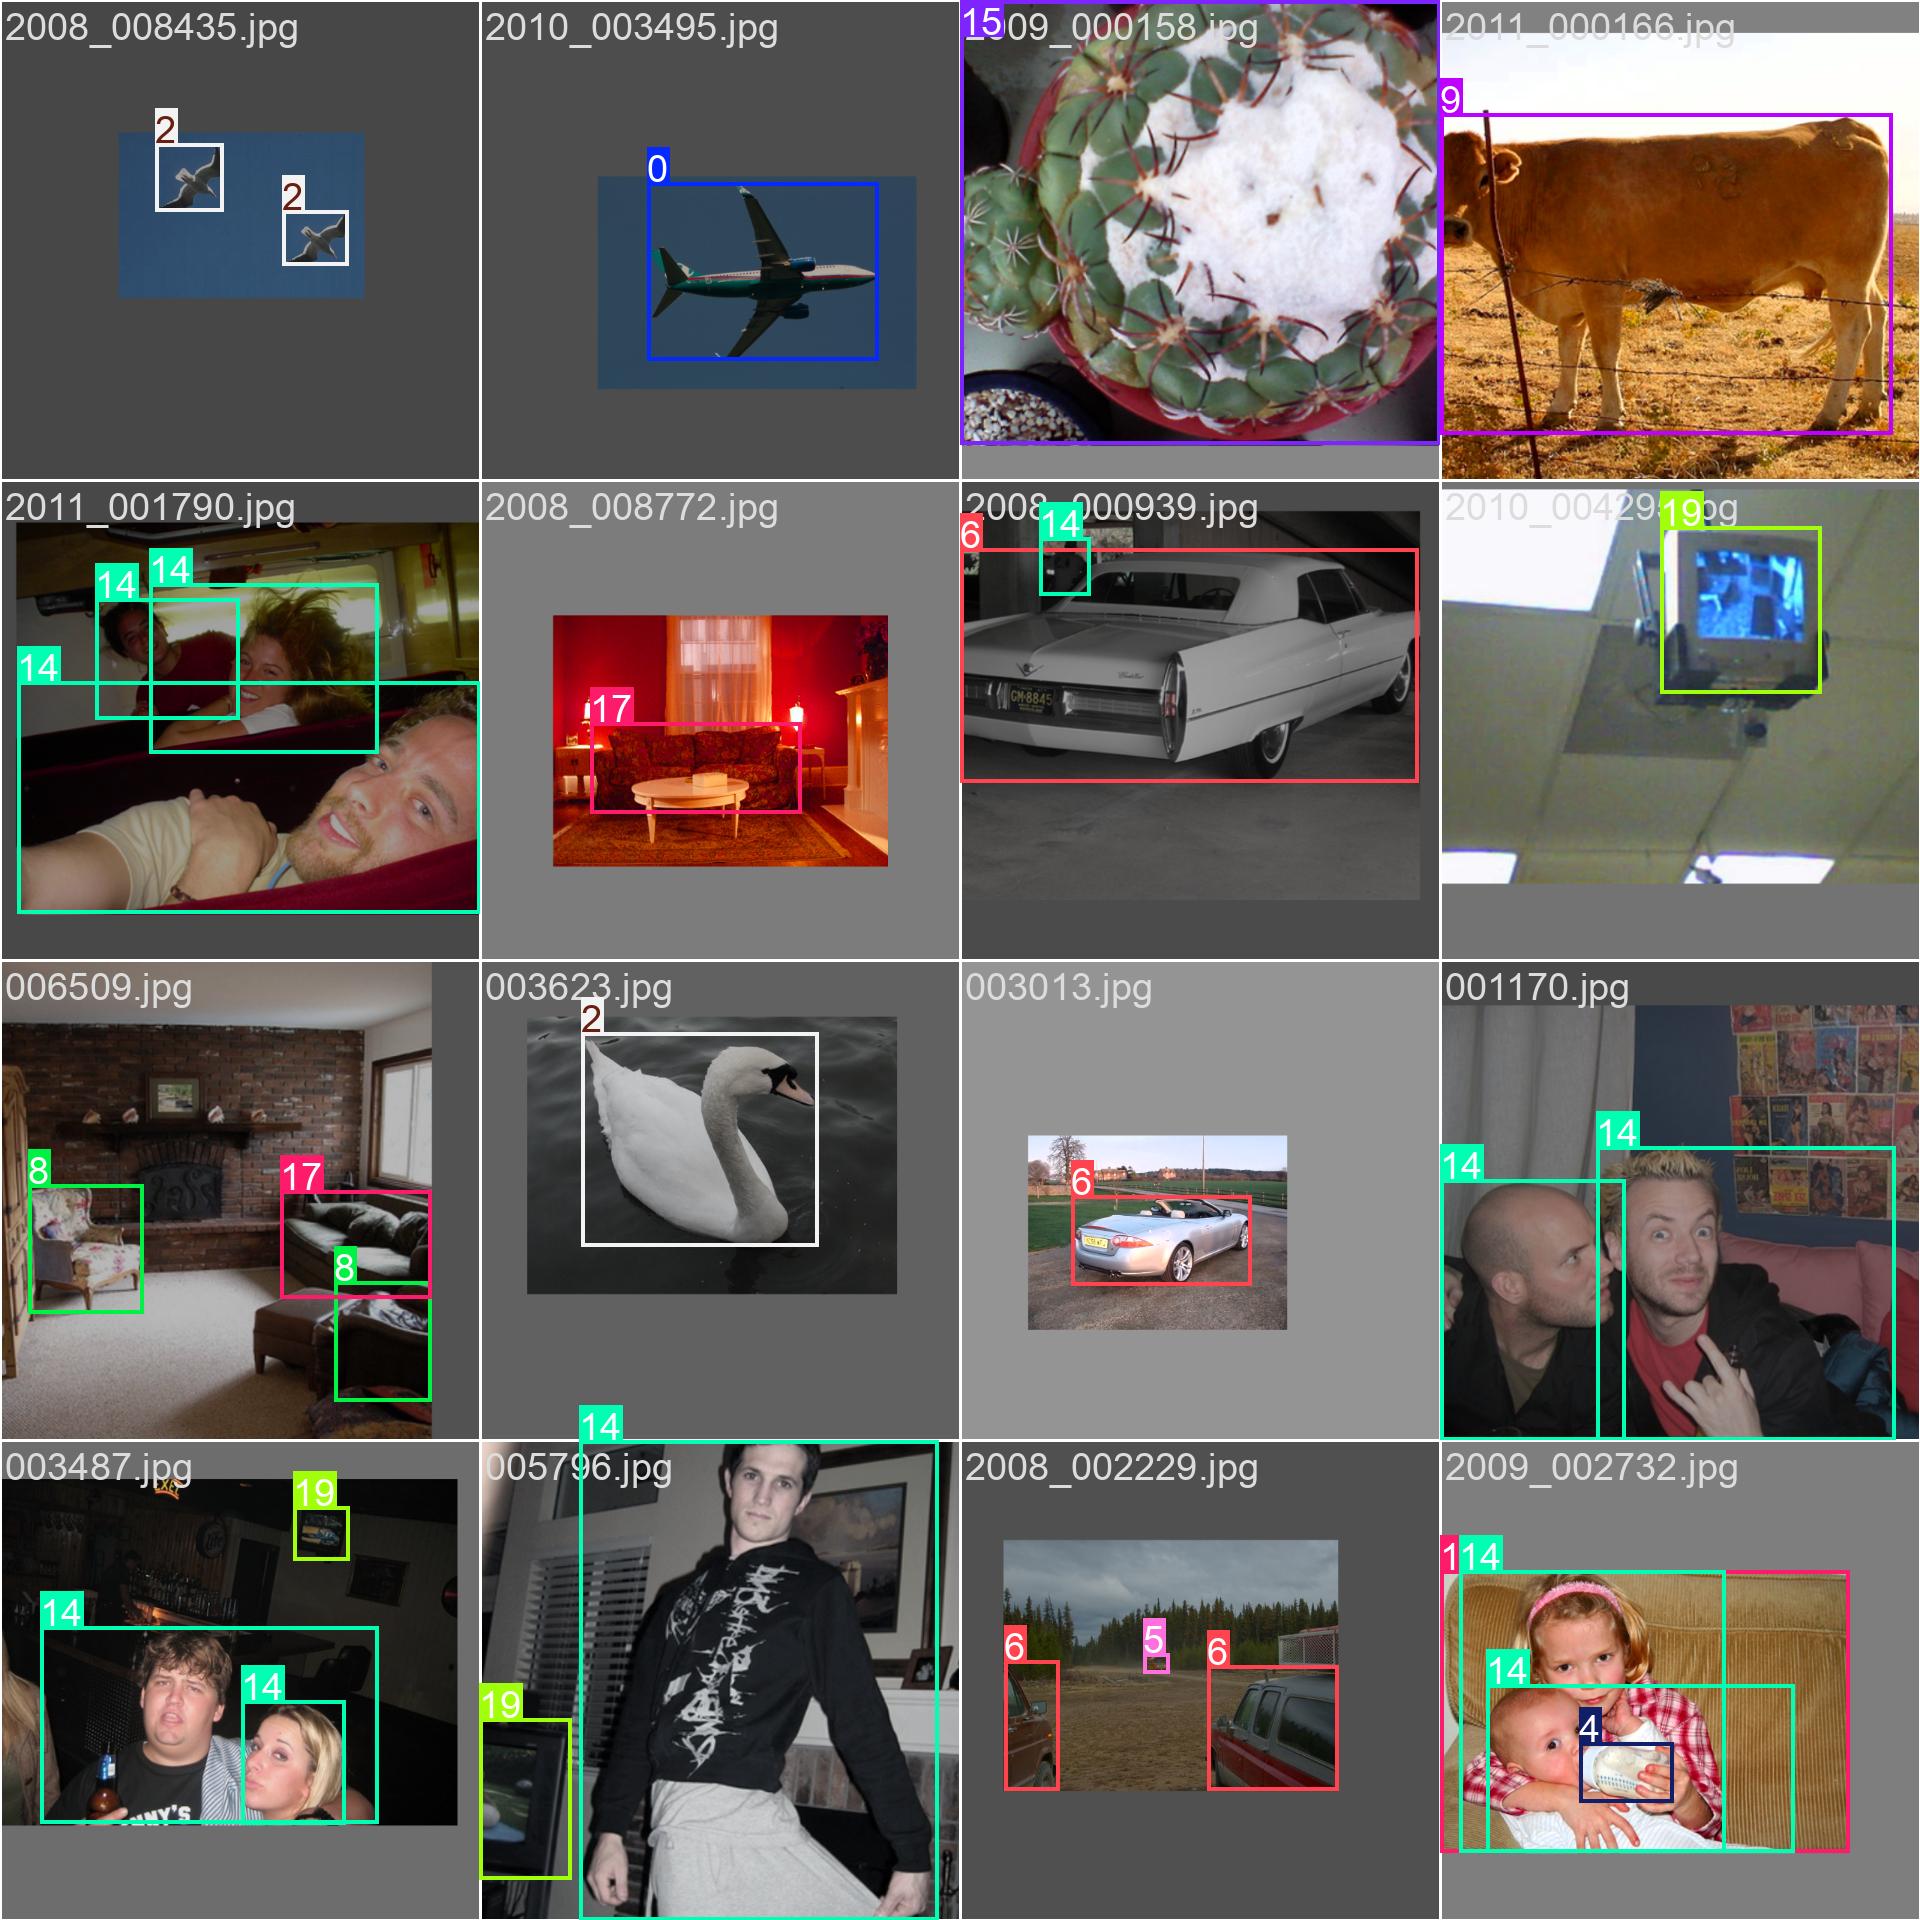 2008_008435.jpg
2
2
2010_003495.jpg
0
15
09_000158.jpg
2011_000166.jpg
9
2011_001790.jpg
14
14
14
2008_008772.jpg
17
2008_000939.jpg
14
6
GM-8845
Cadillac
2010_00429
19
pg
006509.jpg
8
17
8
003623.jpg
2
003013.jpg
6
001170.jpg
14
14
003487.jpg
19
14
14
NNY'S
005796.jpg
14
19
2008_002229.jpg
5
6
6
2009_002732.jpg
1
14
14
4